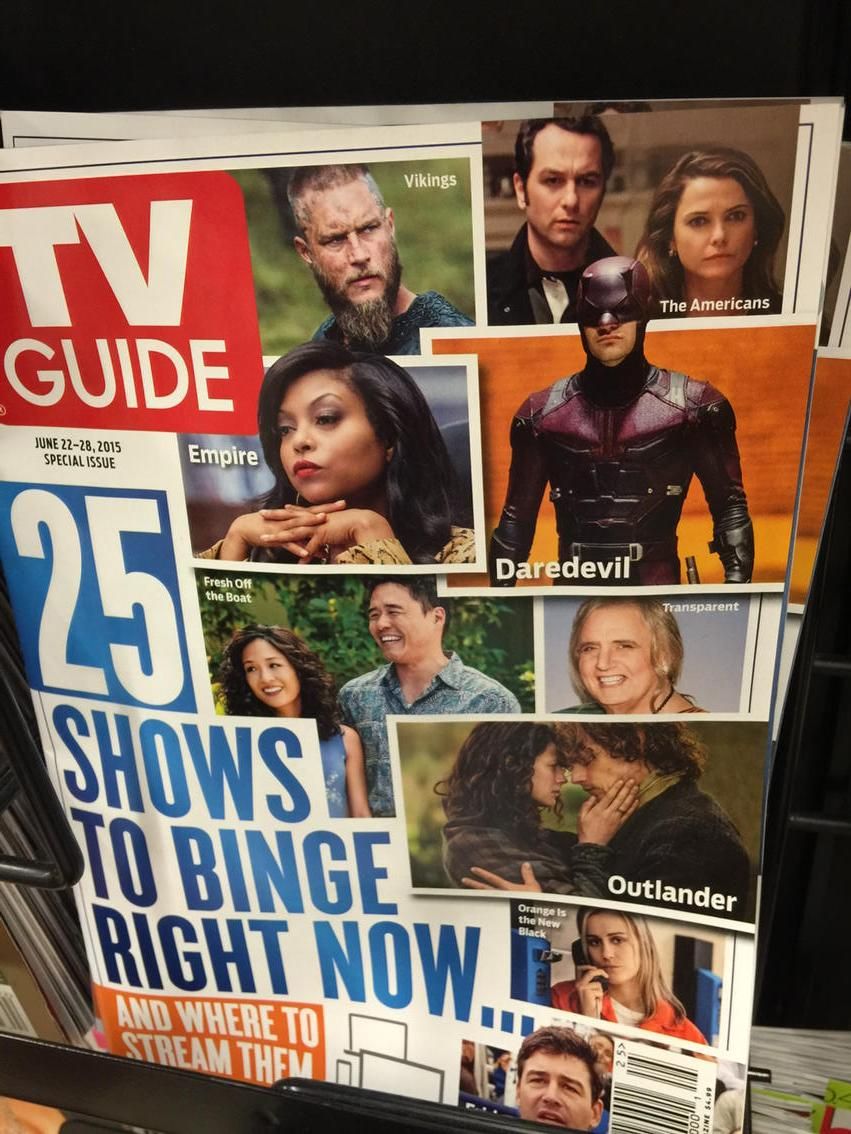 TV
GUIDE
JUNE 22–28, 2015
SPECIAL ISSUE
Vikings
The Americans
Empire
Daredevil
Fresh Off
the Boat
Transparent
Outlander
Orange Is
the New
Black
25
SHOWS
TO BINGE
RIGHT NOW...
AND WHERE TO
STREAM THEM
25>